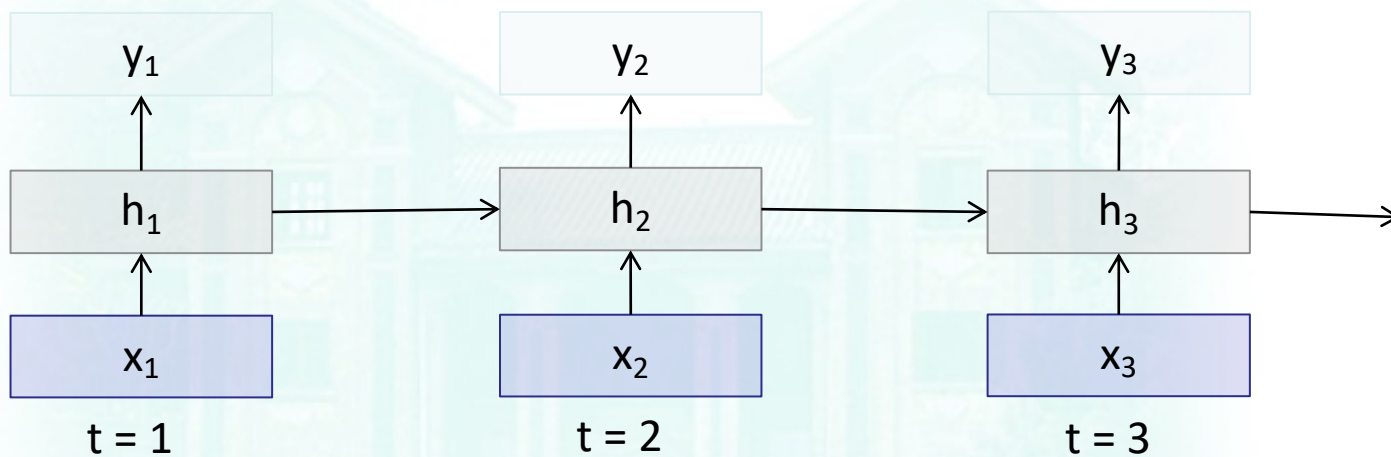 y₁ y₂ y₃
h₁ h₂ h₃
x₁ x₂ x₃
t = 1 t = 2 t = 3